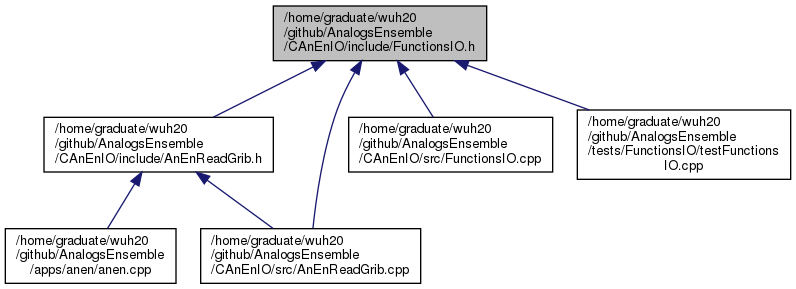 /home/graduate/wuh20
/github/AnalogsEnsemble
/CAnEnIO/include/FunctionsIO.h
/home/graduate/wuh20
/github/AnalogsEnsemble
/CAnEnIO/include/AnEnReadGrib.h
/home/graduate/wuh20
/github/AnalogsEnsemble
/CAnEnIO/src/FunctionsIO.cpp
/home/graduate/wuh20
/github/AnalogsEnsemble
/tests/FunctionsIO/testFunctions
IO.cpp
/home/graduate/wuh20
/github/AnalogsEnsemble
/apps/anen/anen.cpp
/home/graduate/wuh20
/github/AnalogsEnsemble
/CAnEnIO/src/AnEnReadGrib.cpp